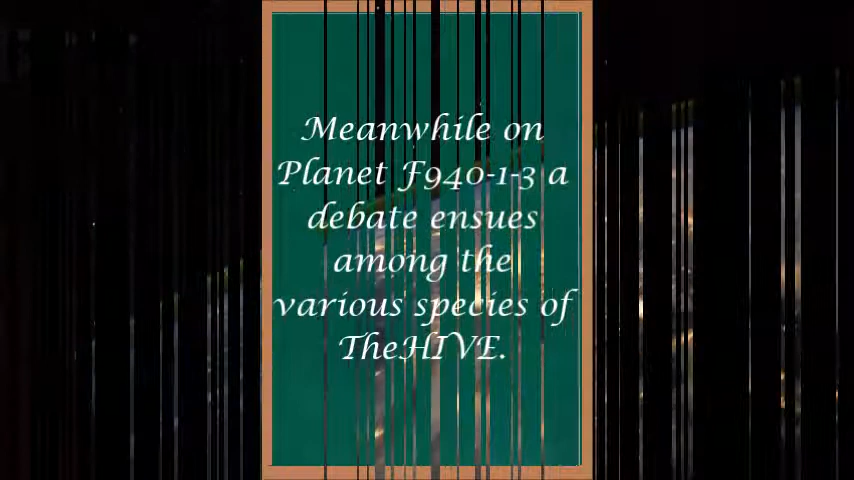 Meanwhile on
Planet F940-1-3 a
debate ensues
among the
various species of
TheHIVE.